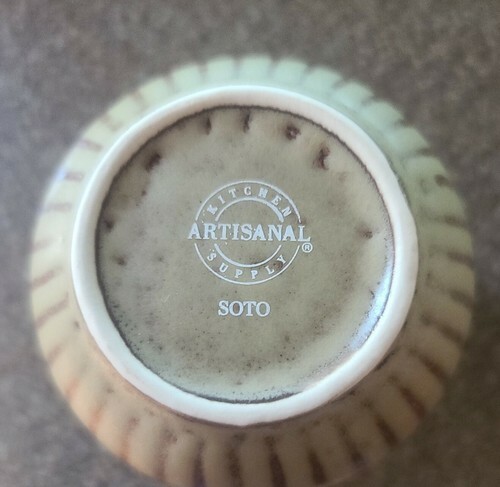 KITCHEN
ARTISANAL®
SUPPLY
SOTO